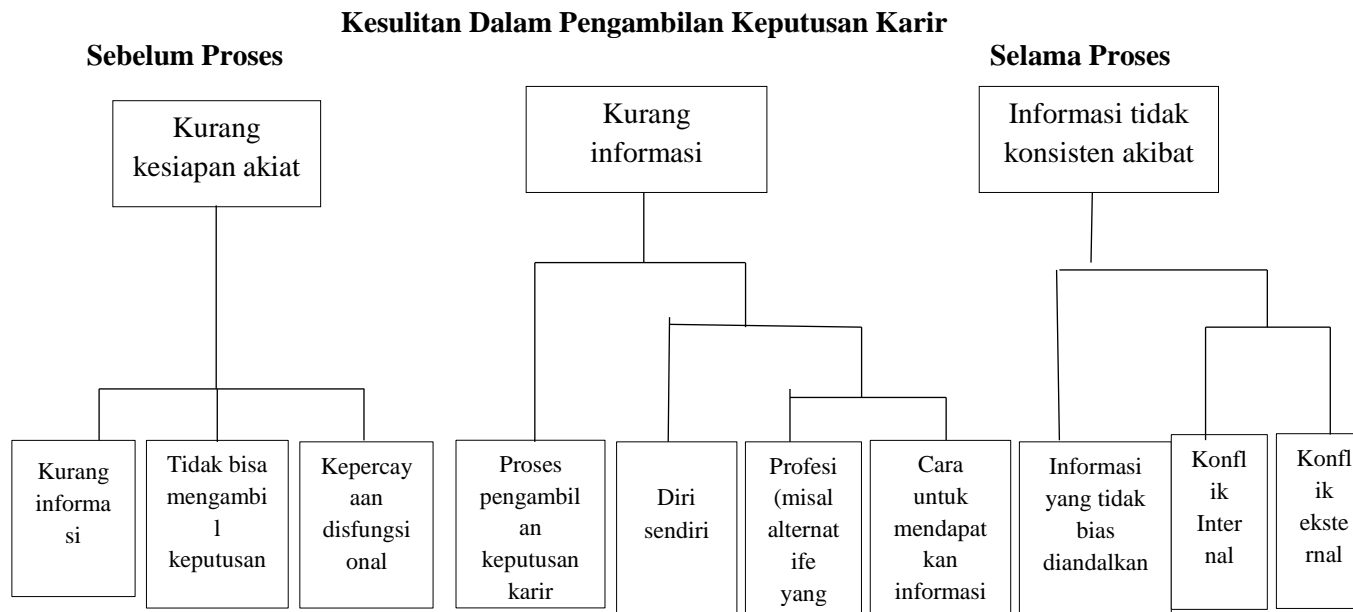 Kesulitan Dalam Pengambilan Keputusan Karir
Sebelum Proses
Selama Proses
Kurang
kesiapan akiat
Kurang
informasi
Informasi tidak
konsisten akibat
Kurang
informa
si
Tidak bisa
mengambi
l
keputusan
Kepercay
aan
disfungsi
onal
Proses
pengambil
an
keputusan
karir
Diri
sendiri
Profesi
(misal
alternat
ife
yang
Cara
untuk
mendapat
kan
informasi
Informasi
yang tidak
bias
diandalkan
Konfl
ik
Inter
nal
Konfl
ik
ekste
rnal